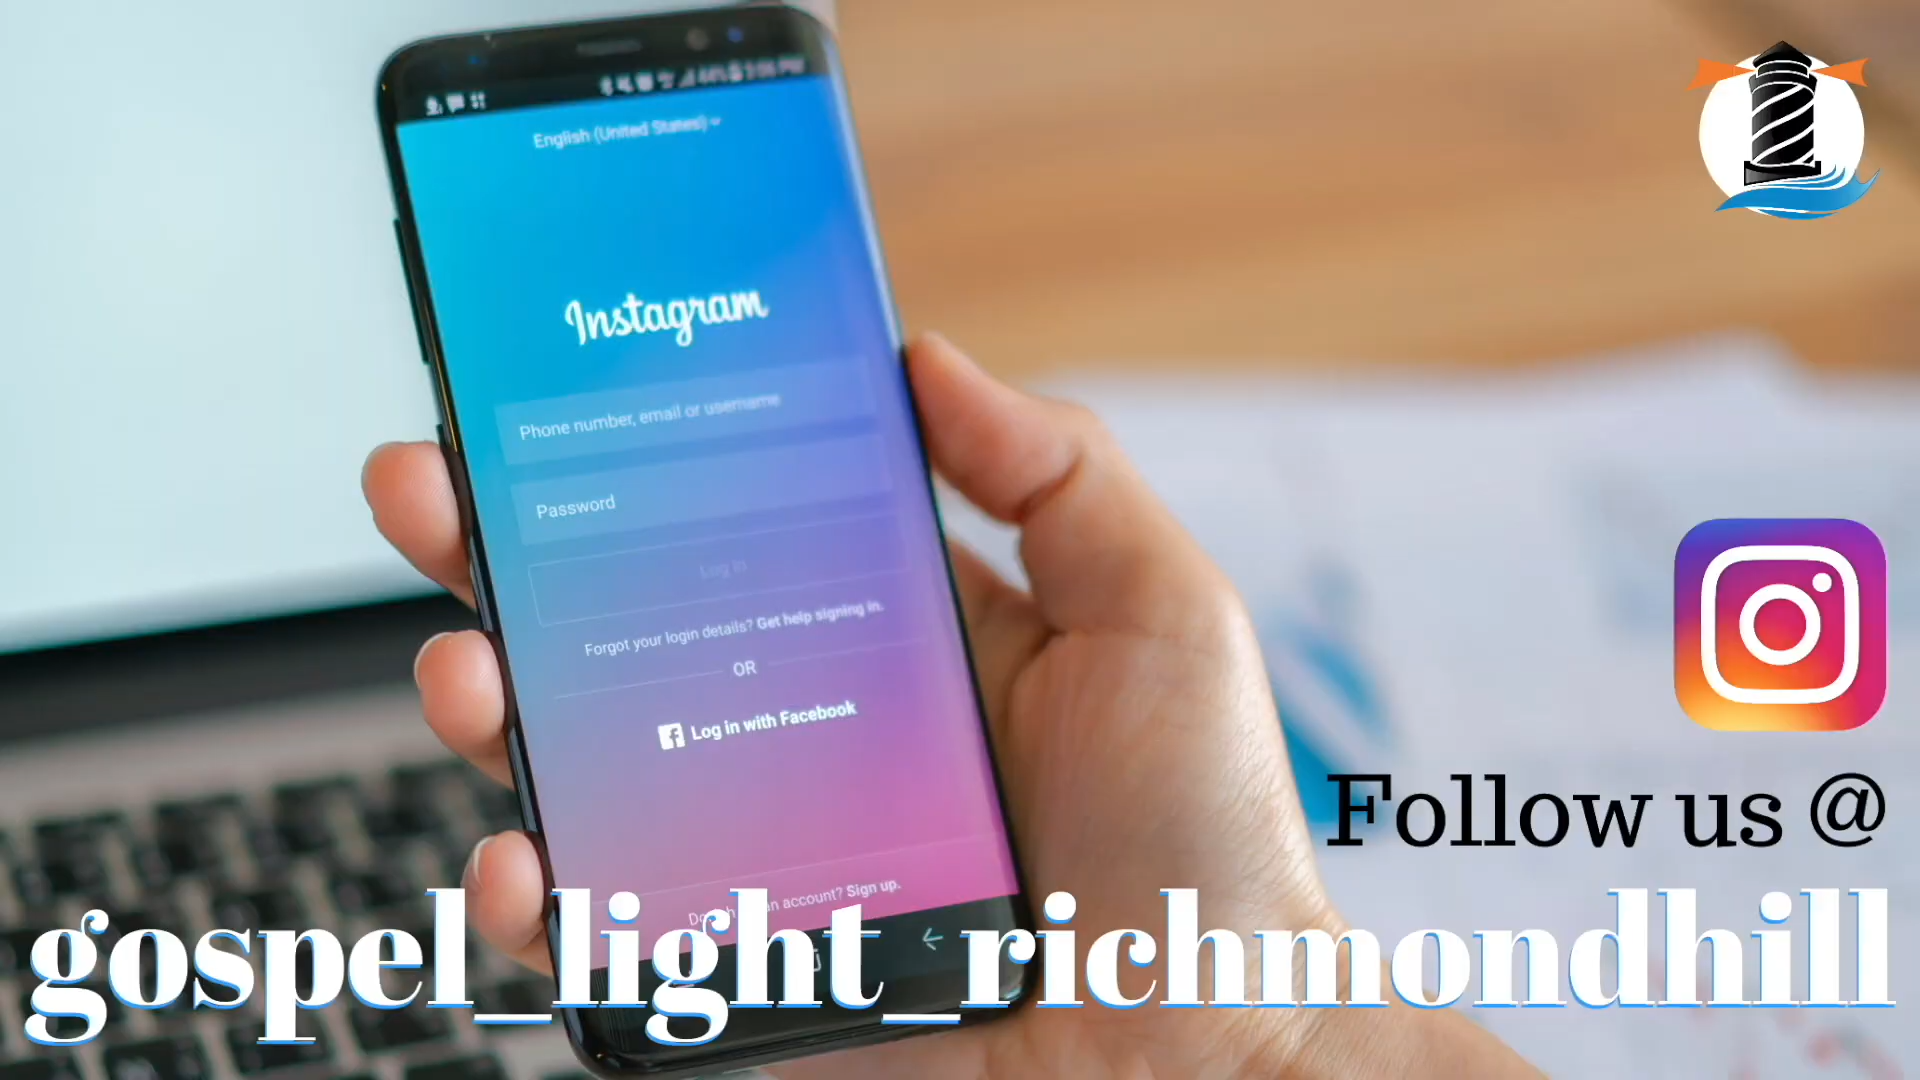 English (United States)
Instagram
Phone number, email or username
Password
Log in
Forgot your login details? Get help signing in.
OR
Log in with Facebook
account? Sign up.
Follow us @
gospel_light_richmondhill